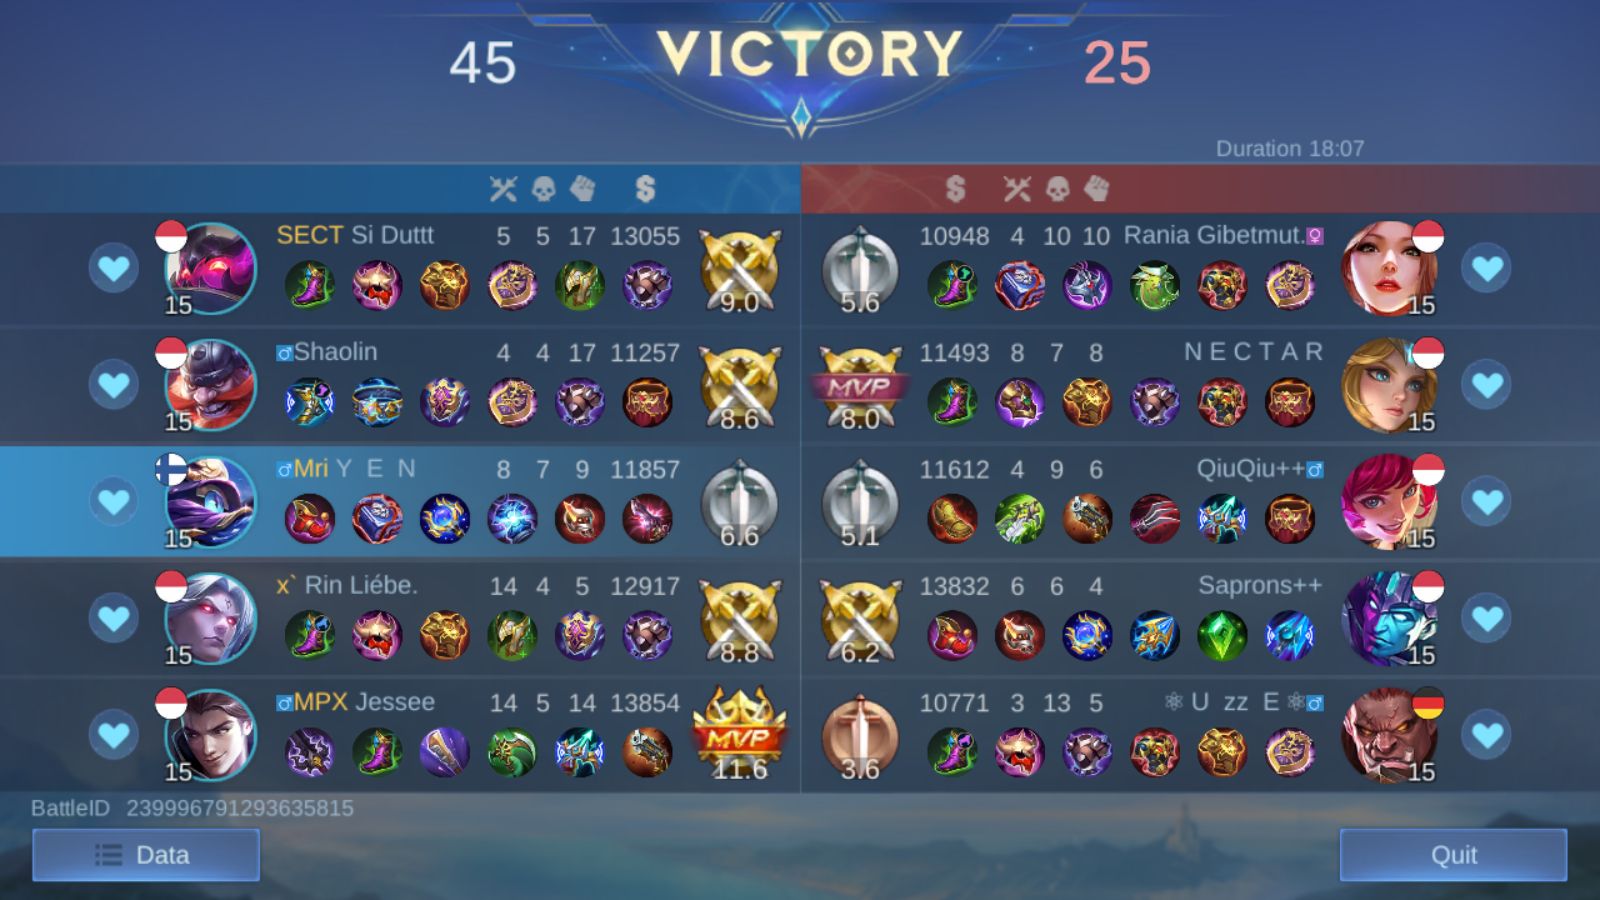 45 VICTORY 25
Duration 18:07
SECT Si Duttt 5 5 17 13055 9.0 15
5.6 10948 4 10 10 Rania Gibetmut. 15
Shaolin 4 4 17 11257 8.6 15
MVP 8.0 11493 8 7 8 N E C T A R 15
Mri Y E N 8 7 9 11857 6.6 15
5.1 11612 4 9 6 QiuQiu++ 15
x` Rin Liébe. 14 4 5 12917 8.8 15
6.2 13832 6 6 4 Saprons++ 15
MPX Jessee 14 5 14 13854 MVP 11.6 15
3.6 10771 3 13 5 ⚛U zz E⚛ 15
BattleID 239996791293635815
Data
Quit